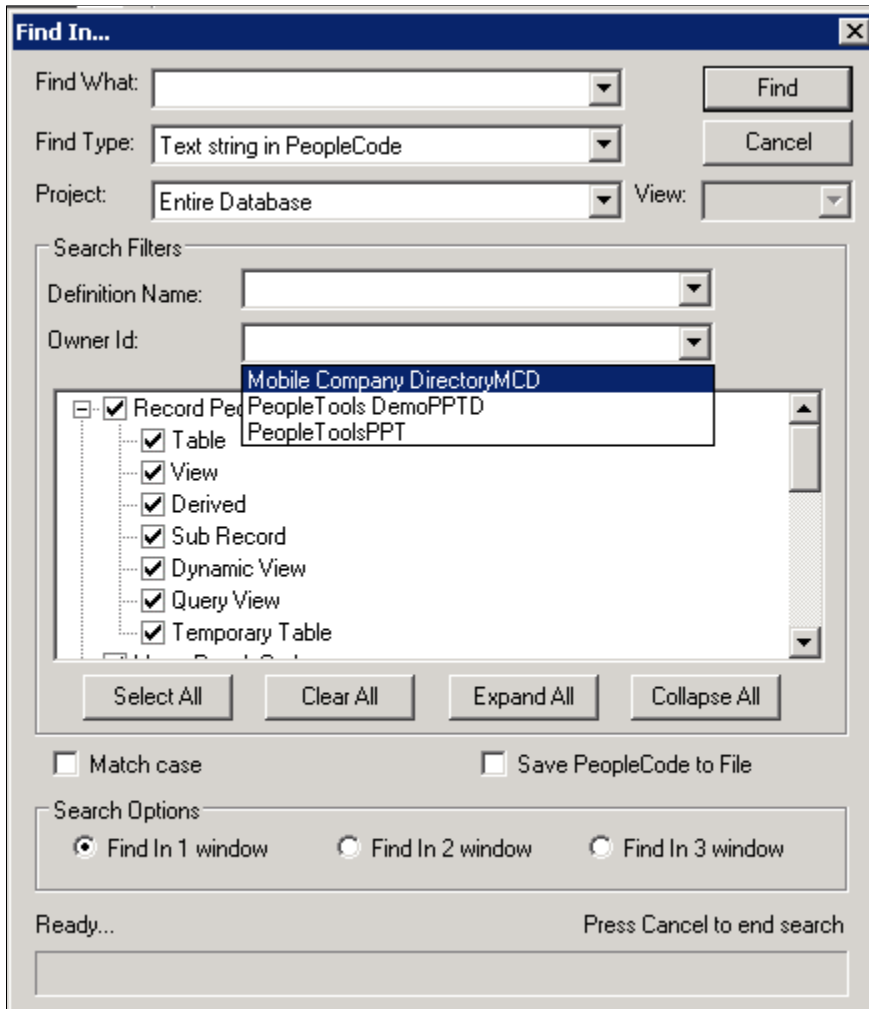 Find In...
Find What:
Find
Find Type: Text string in PeopleCode
Cancel
Project: Entire Database
View:
Search Filters
Definition Name:
Owner Id:
Mobile Company DirectoryMCD
Record
PeopleTools DemoPPTD
PeopleToolsPPT
Table
View
Derived
Sub Record
Dynamic View
Query View
Temporary Table
Select All
Clear All
Expand All
Collapse All
Match case
Save PeopleCode to File
Search Options
Find In 1 window
Find In 2 window
Find In 3 window
Ready...
Press Cancel to end search